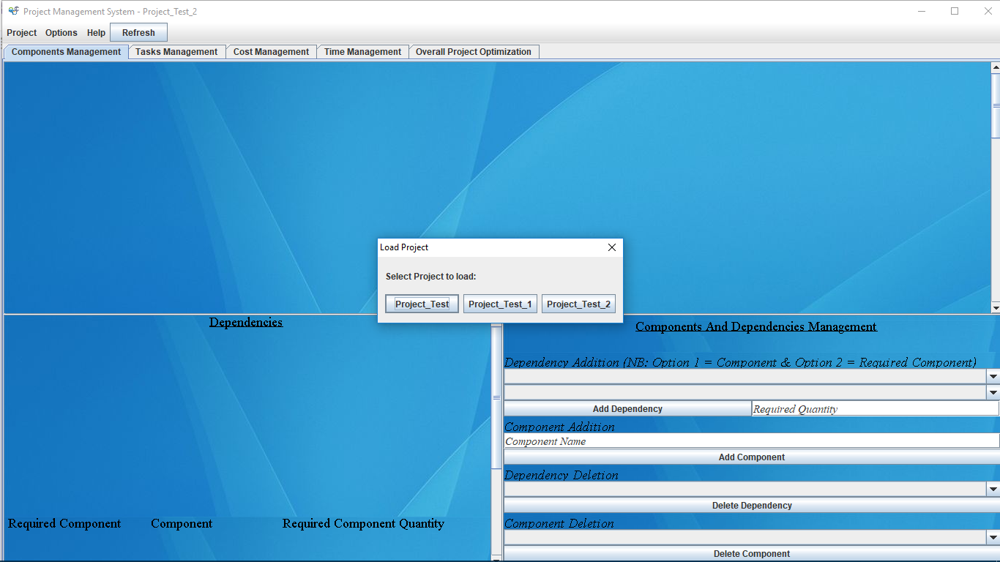 Project Management System - Project_Test_2
Project Options Help Refresh
Components Management Tasks Management Cost Management Time Management Overall Project Optimization
Load Project
Select Project to load:
Project_Test Project_Test_1 Project_Test_2
Dependencies
Required Component Component Required Component Quantity
Components And Dependencies Management
Dependency Addition (NB: Option 1 = Component & Option 2 = Required Component)
Add Dependency Required Quantity
Component Addition
Component Name
Add Component
Dependency Deletion
Delete Dependency
Component Deletion
Delete Component